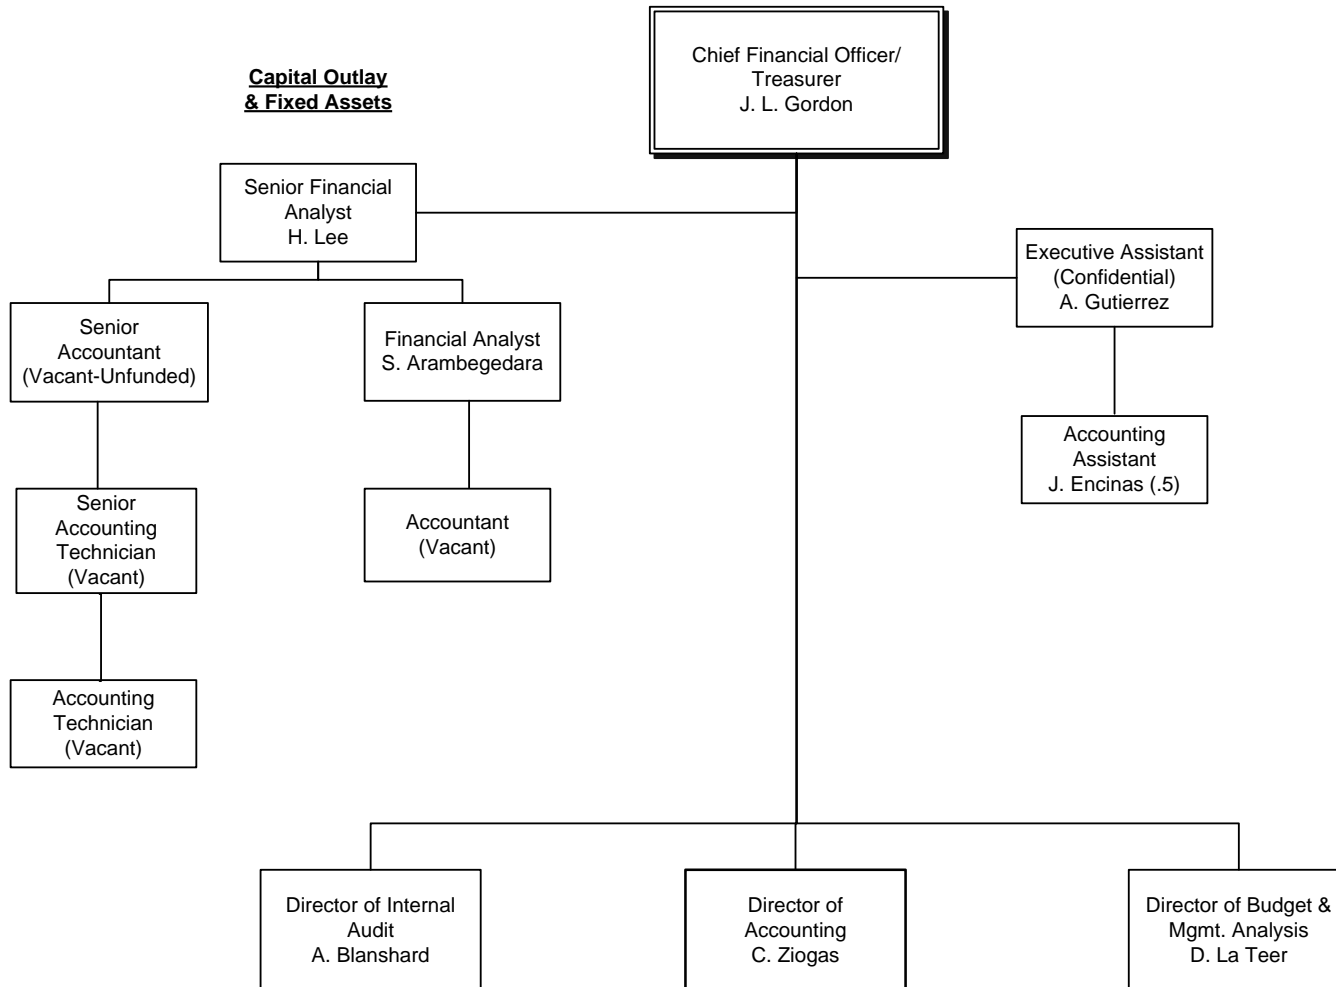 Chief Financial Officer/
Treasurer
J. L. Gordon
Capital Outlay
& Fixed Assets
Senior Financial
Analyst
H. Lee
Executive Assistant
(Confidential)
A. Gutierrez
Senior
Accountant
(Vacant-Unfunded)
Financial Analyst
S. Arambegedara
Accounting
Assistant
J. Encinas (.5)
Senior
Accounting
Technician
(Vacant)
Accountant
(Vacant)
Accounting
Technician
(Vacant)
Director of Internal
Audit
A. Blanshard
Director of
Accounting
C. Ziogas
Director of Budget &
Mgmt. Analysis
D. La Teer